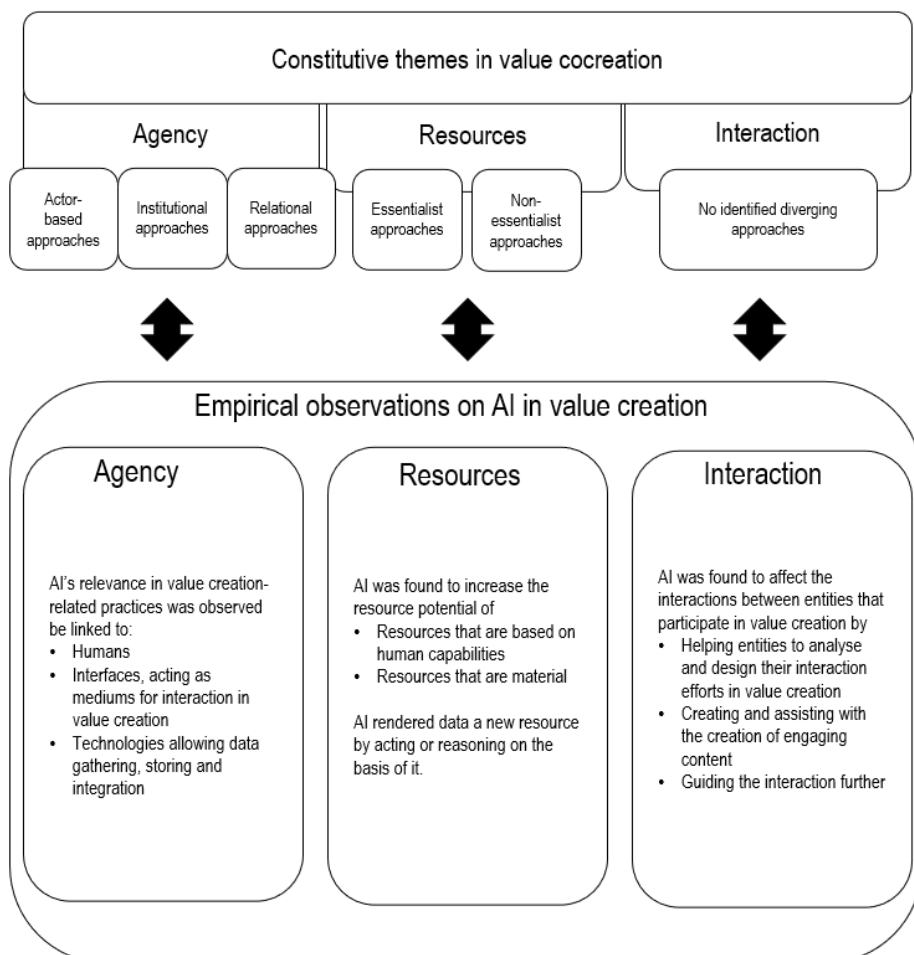 Constitutive themes in value cocreation
Agency
Resources
Interaction
Actor-
based
approaches
Institutional
approaches
Relational
approaches
Essentialist
approaches
Non-
essentialist
approaches
No identified diverging
approaches
Empirical observations on AI in value creation
Agency
AI's relevance in value creation-
related practices was observed
be linked to:
• Humans
• Interfaces, acting as
mediums for interaction in
value creation
• Technologies allowing data
gathering, storing and
integration
Resources
AI was found to increase the
resource potential of
• Resources that are based on
human capabilities
• Resources that are material
AI rendered data a new resource
by acting or reasoning on the
basis of it.
Interaction
AI was found to affect the
interactions between entities that
participate in value creation by
• Helping entities to analyse
and design their interaction
efforts in value creation
• Creating and assisting with
the creation of engaging
content
• Guiding the interaction further